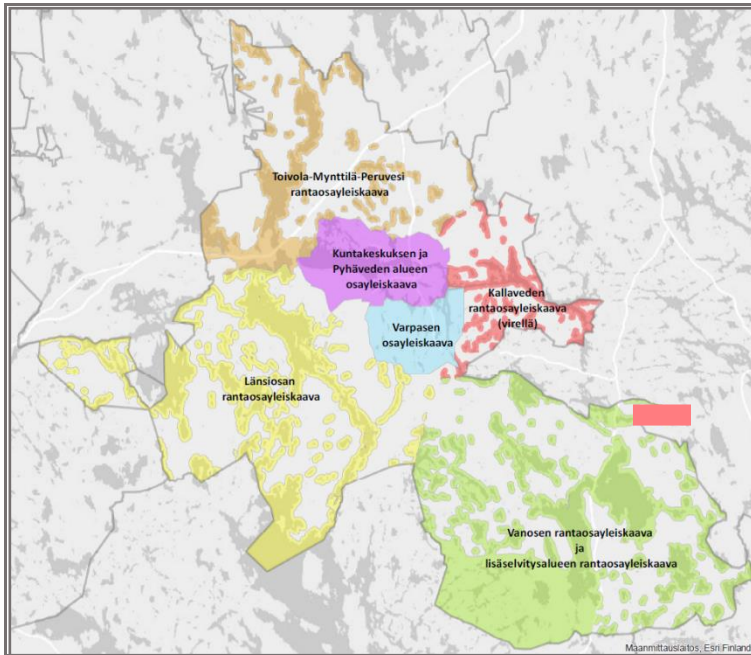 Toivola-Mynttilä-Peruvesi
rantaosayleiskaava
Kuntakeskuksen ja
Pyhäveden alueen
osayleiskaava
Kallaveden
rantaosayleiskaava
(virellä)
Varpasen
osayleiskaava
Länsiosan
rantaosayleiskaava
Vanosen rantaosayleiskaava
ja
lisäselvitysalueen rantaosayleiskaava
Maanmittauslaitos, Esri Finland